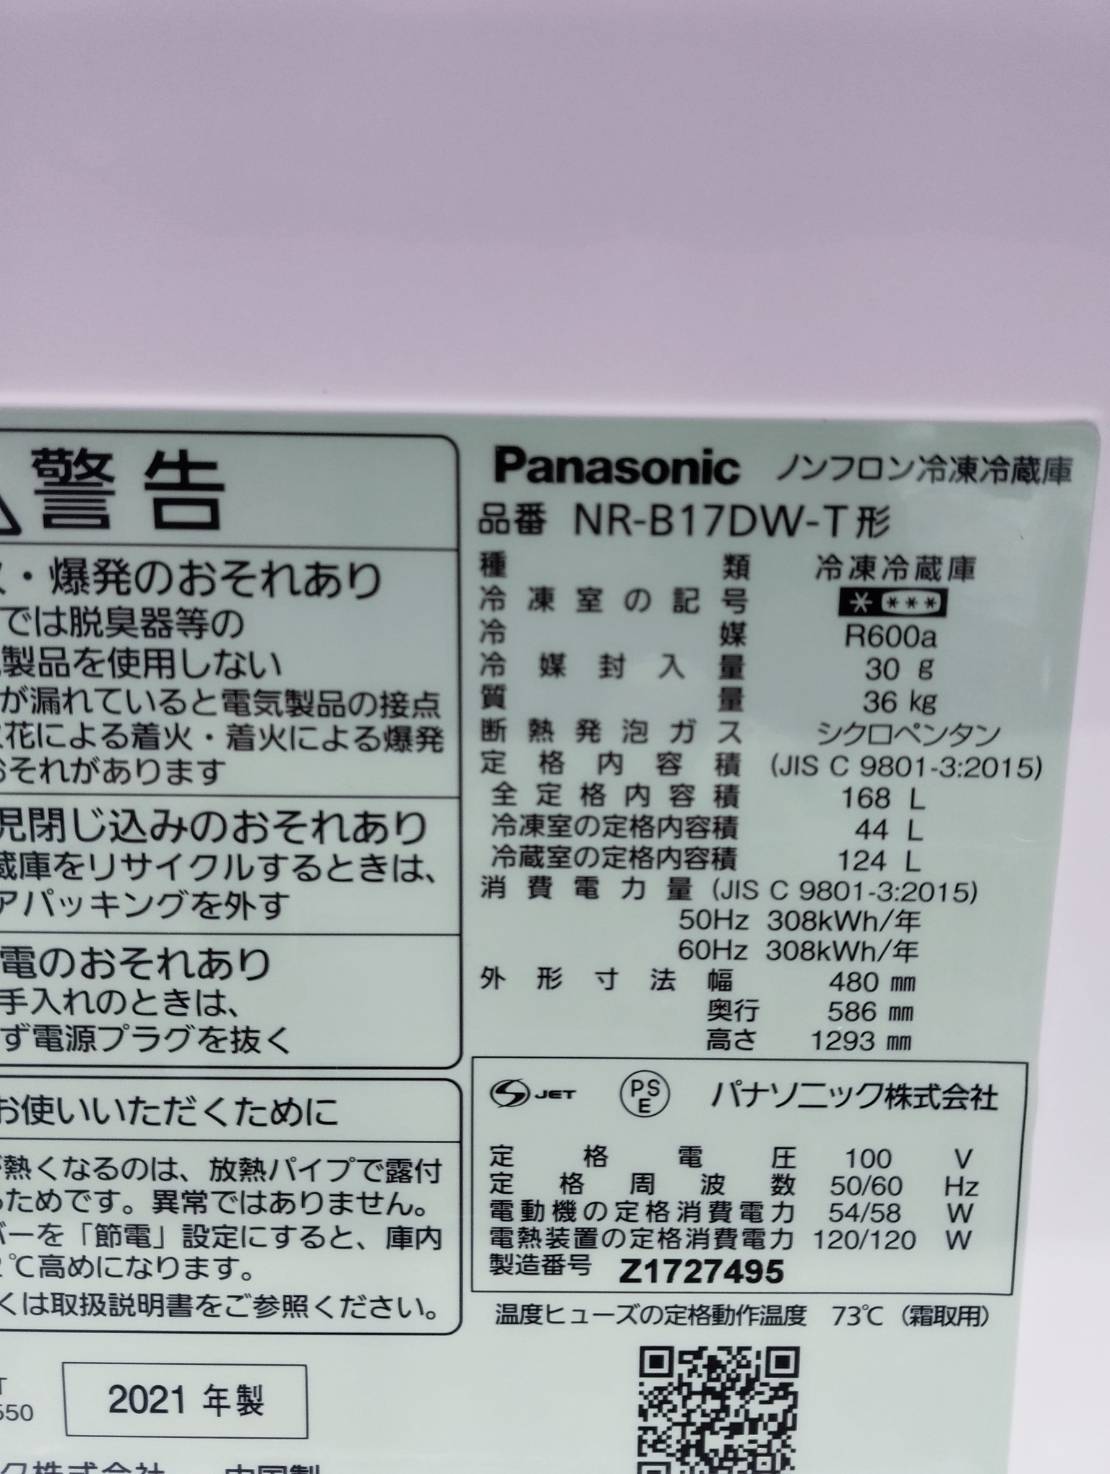 警告
・爆発のおそれあり
では脱臭器等の
製品を使用しない
が漏れていると電気製品の接点
花による着火・着火による爆発
おそれがあります
児閉じ込みのおそれあり
蔵庫をリサイクルするときは、
アパッキングを外す
電のおそれあり
手入れのときは、
ず電源プラグを抜く
お使いいただくために
が熱くなるのは、放熱パイプで露付
ためです。異常ではありません。
バーを「節電」設定にすると、庫内
℃高めになります。
くは取扱説明書をご参照ください。
T
550
2021 年製
ク株式会社 中国製
Panasonic ノンフロン冷凍冷蔵庫
品番 NR-B17DW-T形
種類 冷凍冷蔵庫
冷凍室の記号 * ***
冷媒 R600a
冷媒封入量 30 g
質量 36 kg
断熱発泡ガス シクロペンタン
定格内容積 (JIS C 9801-3:2015)
全定格内容積 168 L
冷凍室の定格内容積 44 L
冷蔵室の定格内容積 124 L
消費電力量 (JIS C 9801-3:2015)
50Hz 308kWh/年
60Hz 308kWh/年
外形寸法 幅 480 ㎜
奥行 586 ㎜
高さ 1293 ㎜
S JET PSE パナソニック株式会社
定格電圧 100 V
定格周波数 50/60 Hz
電動機の定格消費電力 54/58 W
電熱装置の定格消費電力 120/120 W
製造番号 Z1727495
温度ヒューズの定格動作温度 73℃（霜取用）